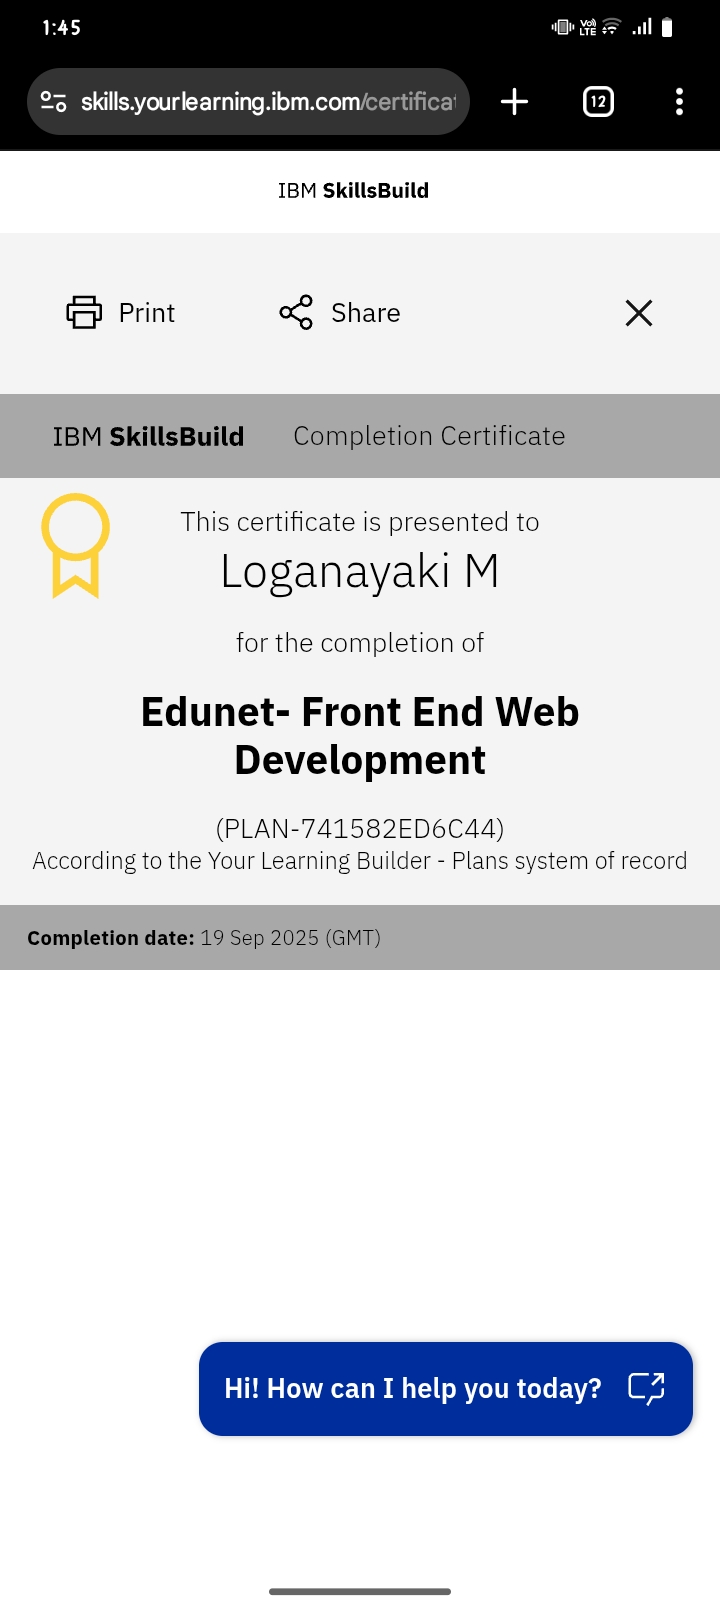 1:45
Vo) LTE
skills.yourlearning.ibm.com/certificat
12
IBM SkillsBuild
Print Share
IBM SkillsBuild Completion Certificate
This certificate is presented to
Loganayaki M
for the completion of
Edunet- Front End Web
Development
(PLAN-741582ED6C44)
According to the Your Learning Builder - Plans system of record
Completion date: 19 Sep 2025 (GMT)
Hi! How can I help you today?